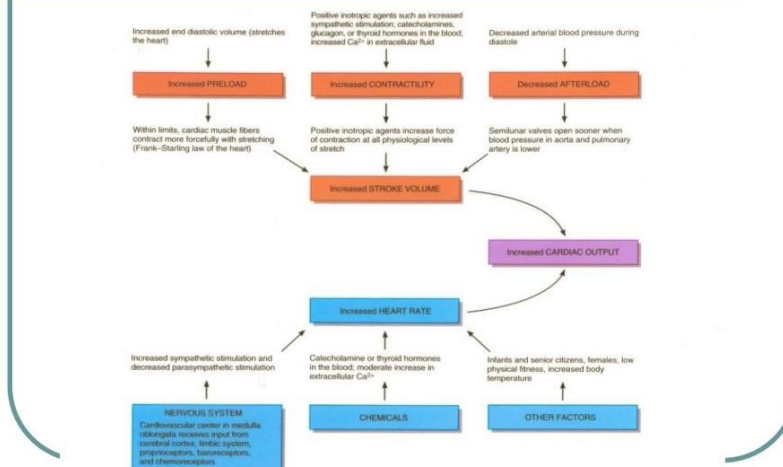 Increased end diastolic volume (stretches
the heart)
Positive inotropic agents such as increased
sympathetic stimulation; catecholamines,
glucagon, or thyroid hormones in the blood;
increased Ca²⁺ in extracellular fluid
Decreased arterial blood pressure during
diastole
Increased PRELOAD
Increased CONTRACTILITY
Decreased AFTERLOAD
Within limits, cardiac muscle fibers
contract more forcefully with stretching
(Frank–Starling law of the heart)
Positive inotropic agents increase force
of contraction at all physiological levels
of stretch
Semilunar valves open sooner when
blood pressure in aorta and pulmonary
artery is lower
Increased STROKE VOLUME
Increased CARDIAC OUTPUT
Increased HEART RATE
Increased sympathetic stimulation and
decreased parasympathetic stimulation
Catecholamine or thyroid hormones
in the blood; moderate increase in
extracellular Ca²⁺
Infants and senior citizens, females, low
physical fitness, increased body
temperature
NERVOUS SYSTEM
Cardiovascular center in medulla
oblongata receives input from
cerebral cortex, limbic system,
proprioceptors, baroreceptors,
and chemoreceptors
CHEMICALS
OTHER FACTORS